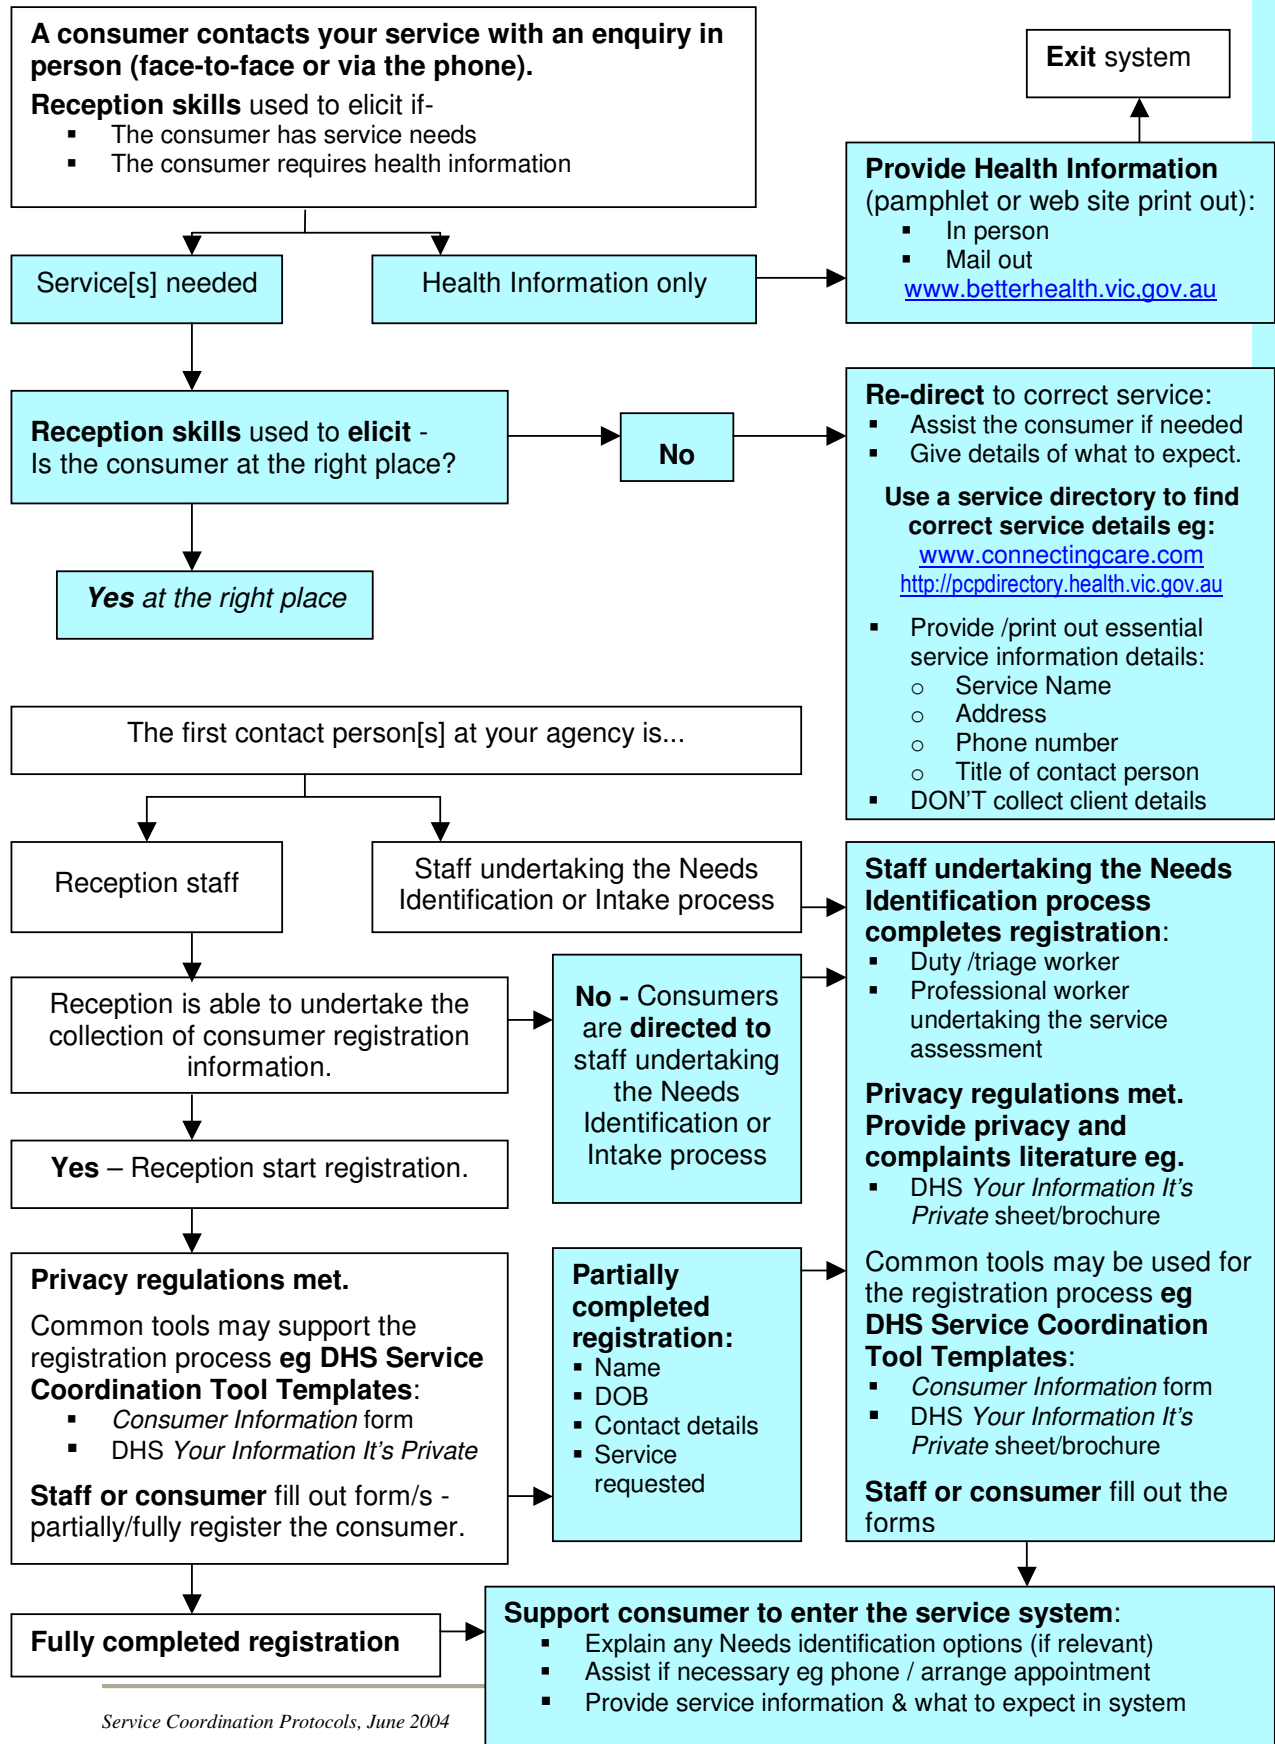 A consumer contacts your service with an enquiry in
person (face-to-face or via the phone).
Reception skills used to elicit if-
▪ The consumer has service needs
▪ The consumer requires health information
Exit system
Provide Health Information
(pamphlet or web site print out):
▪ In person
▪ Mail out
www.betterhealth.vic.gov.au
Service[s] needed
Health Information only
Reception skills used to elicit -
Is the consumer at the right place?
No
Re-direct to correct service:
▪ Assist the consumer if needed
▪ Give details of what to expect.
Use a service directory to find
correct service details eg:
www.connectingcare.com
http://pcpdirectory.health.vic.gov.au
▪ Provide /print out essential
service information details:
o Service Name
o Address
o Phone number
o Title of contact person
▪ DON'T collect client details
Yes at the right place
The first contact person[s] at your agency is...
Reception staff
Staff undertaking the Needs
Identification or Intake process
Staff undertaking the Needs
Identification process
completes registration:
▪ Duty /triage worker
▪ Professional worker
undertaking the service
assessment
Privacy regulations met.
Provide privacy and
complaints literature eg.
▪ DHS Your Information It's
Private sheet/brochure
Common tools may be used for
the registration process eg
DHS Service Coordination
Tool Templates:
▪ Consumer Information form
▪ DHS Your Information It's
Private sheet/brochure
Staff or consumer fill out the
forms
Reception is able to undertake the
collection of consumer registration
information.
No - Consumers
are directed to
staff undertaking
the Needs
Identification or
Intake process
Yes – Reception start registration.
Privacy regulations met.
Common tools may support the
registration process eg DHS Service
Coordination Tool Templates:
▪ Consumer Information form
▪ DHS Your Information It's Private
Staff or consumer fill out form/s -
partially/fully register the consumer.
Partially
completed
registration:
▪ Name
▪ DOB
▪ Contact details
▪ Service
requested
Fully completed registration
Support consumer to enter the service system:
▪ Explain any Needs identification options (if relevant)
▪ Assist if necessary eg phone / arrange appointment
▪ Provide service information & what to expect in system
Service Coordination Protocols, June 2004